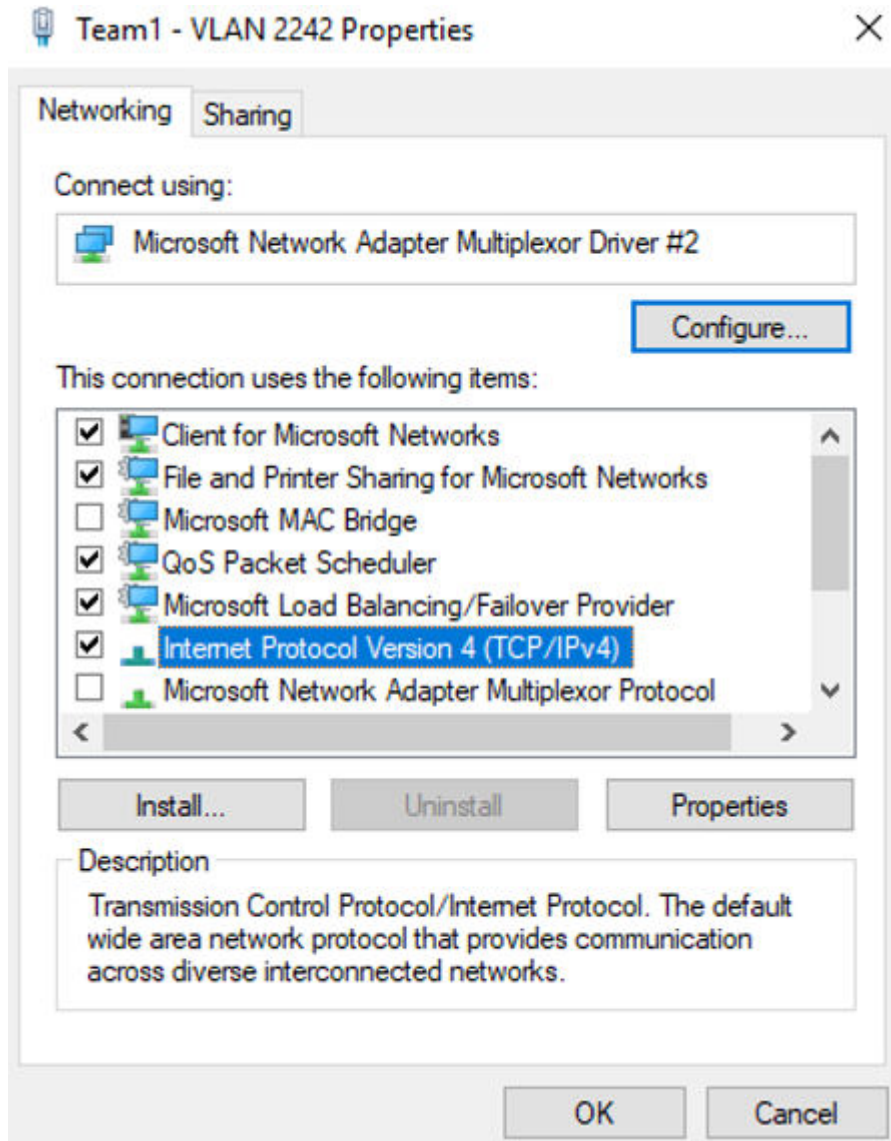 Team1 - VLAN 2242 Properties
Networking
Sharing
Connect using:
Microsoft Network Adapter Multiplexor Driver #2
Configure...
This connection uses the following items:
Client for Microsoft Networks
File and Printer Sharing for Microsoft Networks
Microsoft MAC Bridge
QoS Packet Scheduler
Microsoft Load Balancing/Failover Provider
Internet Protocol Version 4 (TCP/IPv4)
Microsoft Network Adapter Multiplexor Protocol
Install...
Uninstall
Properties
Description
Transmission Control Protocol/Internet Protocol. The default
wide area network protocol that provides communication
across diverse interconnected networks.
OK
Cancel